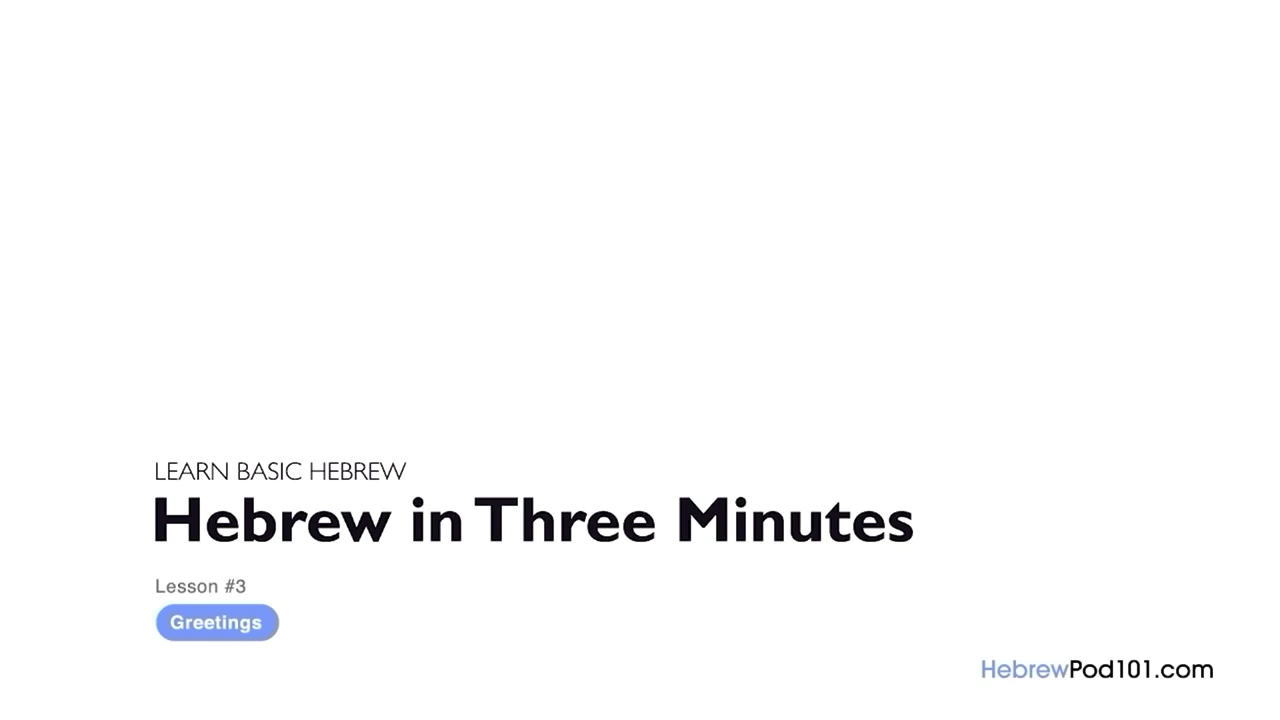 LEARN BASIC HEBREW
Hebrew in Three Minutes
Lesson #3
Greetings
HebrewPod101.com